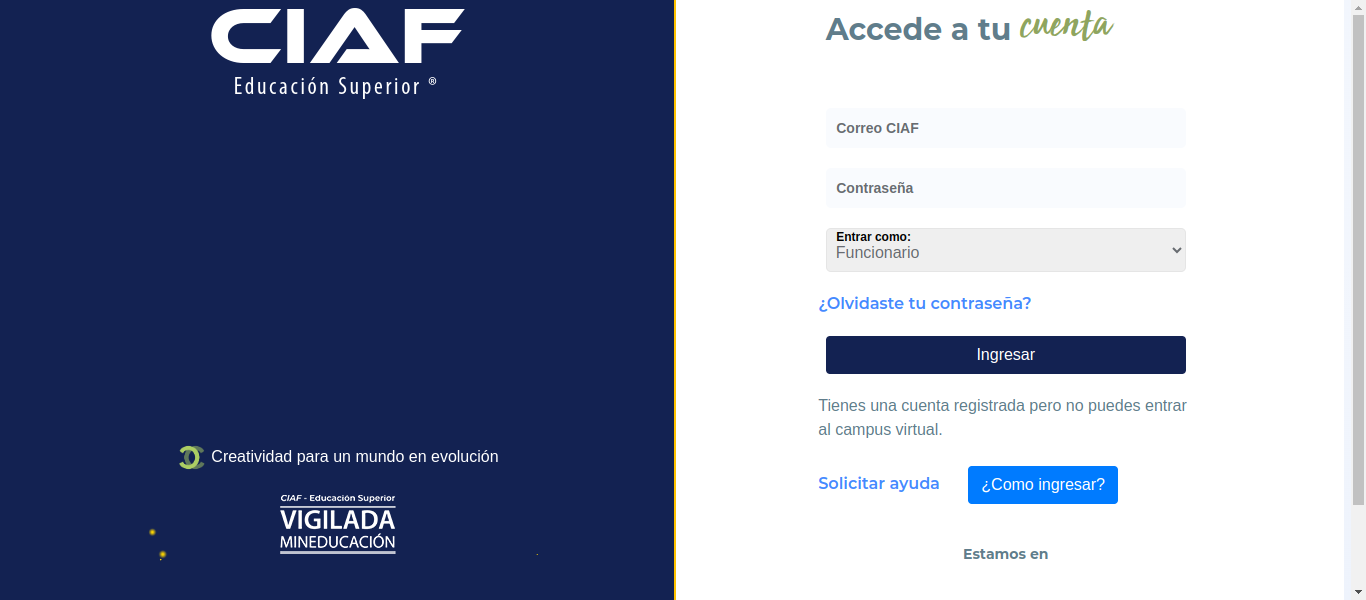 CIAF
Educación Superior ®
Creatividad para un mundo en evolución
CIAF - Educación Superior
VIGILADA
MINEDUCACIÓN
Accede a tu cuenta
Correo CIAF
Contraseña
Entrar como:
Funcionario
¿Olvidaste tu contraseña?
Ingresar
Tienes una cuenta registrada pero no puedes entrar
al campus virtual.
Solicitar ayuda
¿Como ingresar?
Estamos en